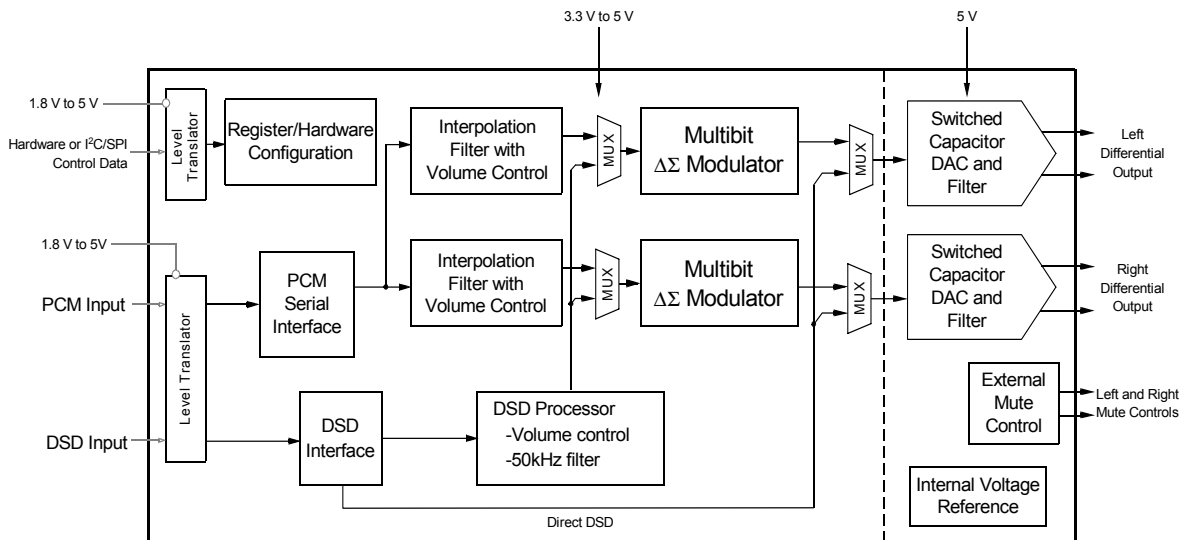 3.3 V to 5 V
5 V
1.8 V to 5 V
Hardware or I²C/SPI
Control Data
Level
Translator
Register/Hardware
Configuration
Interpolation
Filter with
Volume Control
MUX
Multibit
ΔΣ Modulator
MUX
Switched
Capacitor
DAC and
Filter
Left
Differential
Output
1.8 V to 5V
PCM Input
Level Translator
PCM
Serial
Interface
Interpolation
Filter with
Volume Control
MUX
Multibit
ΔΣ Modulator
MUX
Switched
Capacitor
DAC and
Filter
Right
Differential
Output
DSD Input
DSD
Interface
DSD Processor
-Volume control
-50kHz filter
External
Mute
Control
Left and Right
Mute Controls
Internal Voltage
Reference
Direct DSD